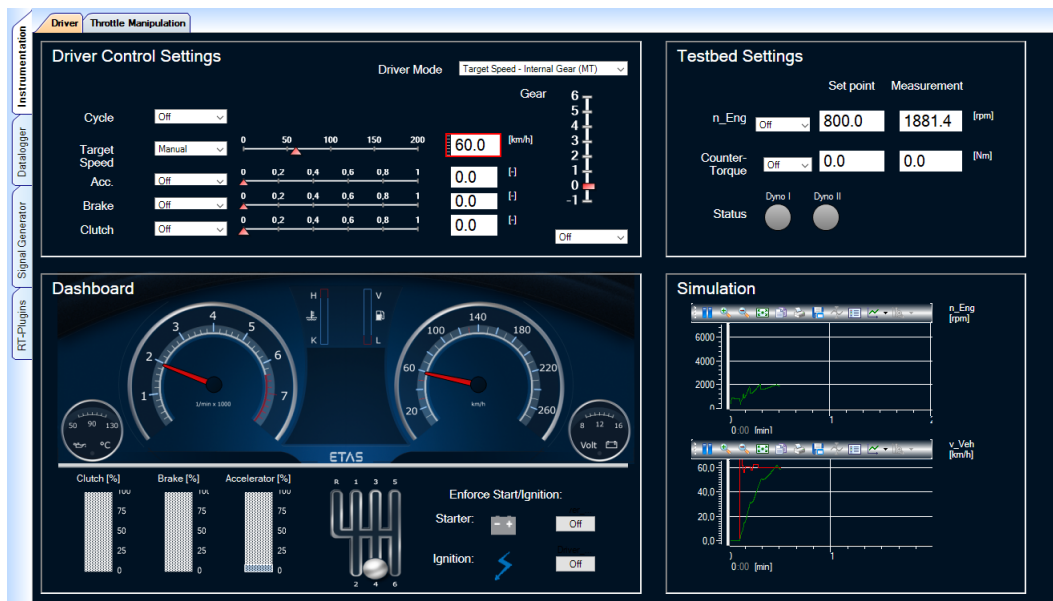 Driver
Throttle Manipulation
Instrumentation
Datalogger
Signal Generator
RT-Plugins
Driver Control Settings
Driver Mode
Target Speed - Internal Gear (MT)
Gear
6
5
4
3
2
1
0
-1
Off
Cycle
Off
Target Speed
Manual
0 50 100 150 200
60.0
[km/h]
Acc.
Off
0 0,2 0,4 0,6 0,8 1
0.0
[-]
Brake
Off
0 0,2 0,4 0,6 0,8 1
0.0
[-]
Clutch
Off
0 0,2 0,4 0,6 0,8 1
0.0
[-]
Testbed Settings
Set point Measurement
n_Eng
Off
800.0
1881.4
[rpm]
Counter-Torque
Off
0.0
0.0
[Nm]
Dyno I Dyno II
Status
Dashboard
1 2 3 4 5 6 7
1/min x 1000
H K
V L
20 60 100 140 180 220 260
km/h
50 90 130
°C
8 12 16
Volt
ETAS
Clutch [%]
100
75
50
25
0
Brake [%]
100
75
50
25
0
Accelerator [%]
100
75
50
25
0
R 1 3 5
2 4 6
Enforce Start/Ignition:
Starter:
Off
Ignition:
Off
Simulation
n_Eng
[rpm]
6000
4000
2000
0
1
0:00 [min]
v_Veh
[km/h]
60,0
40,0
20,0
0,0
1
0:00 [min]